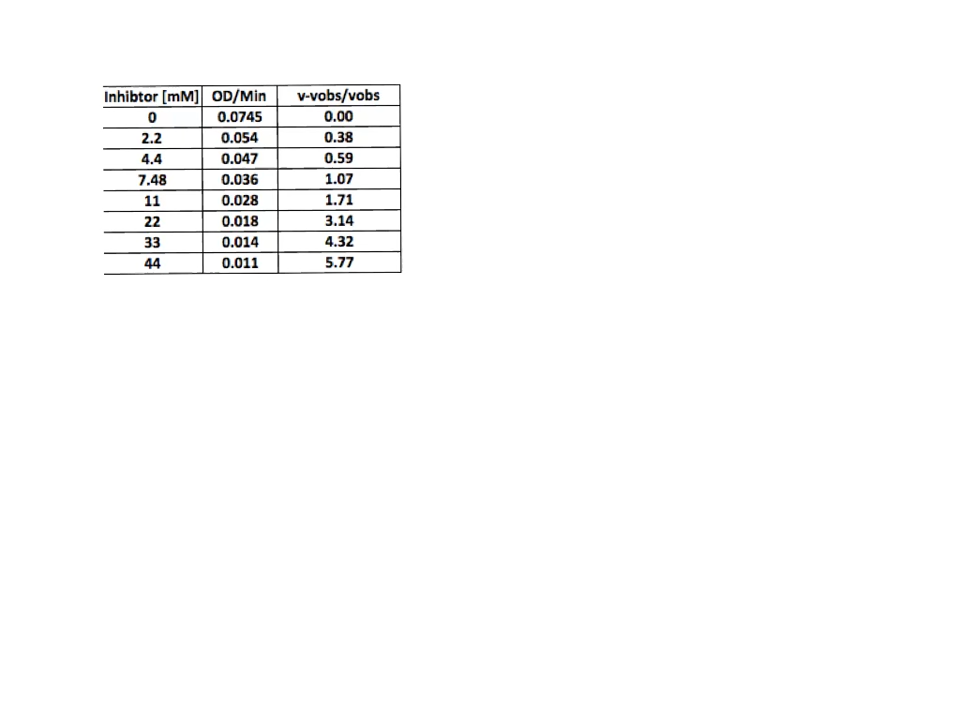 Inhibtor [mM] OD/Min v-vobs/vobs
0 0.0745 0.00
2.2 0.054 0.38
4.4 0.047 0.59
7.48 0.036 1.07
11 0.028 1.71
22 0.018 3.14
33 0.014 4.32
44 0.011 5.77